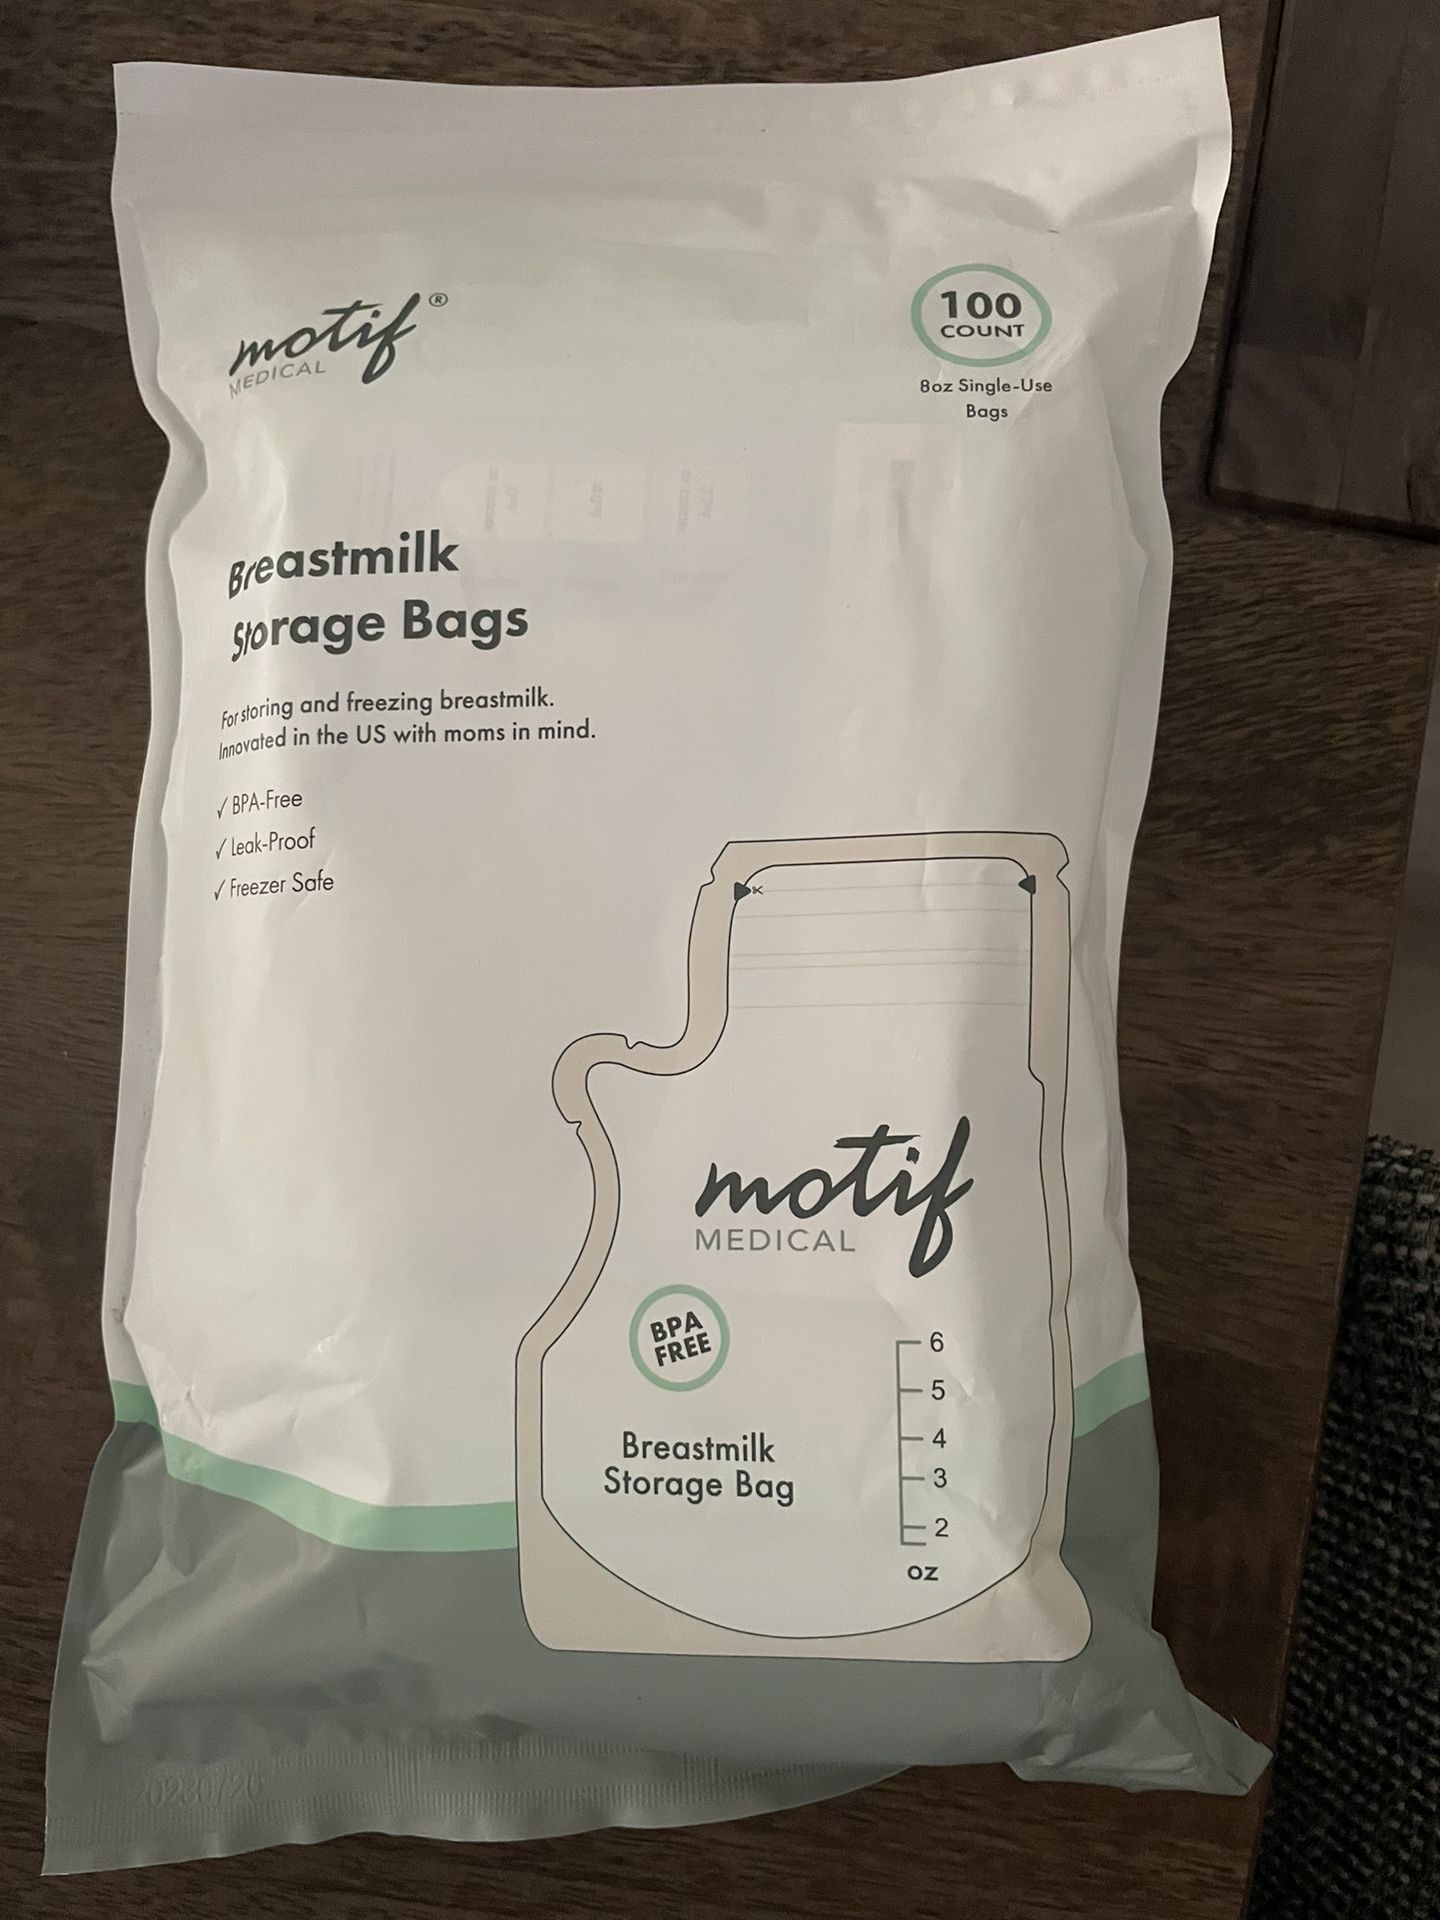 motif®
MEDICAL
100
COUNT
8oz Single-Use
Bags
Breastmilk
Storage Bags
For storing and freezing breastmilk.
Innovated in the US with moms in mind.
✓ BPA-Free
✓ Leak-Proof
✓ Freezer Safe
motif
MEDICAL
BPA
FREE
Breastmilk
Storage Bag
6
5
4
3
2
oz
20230720